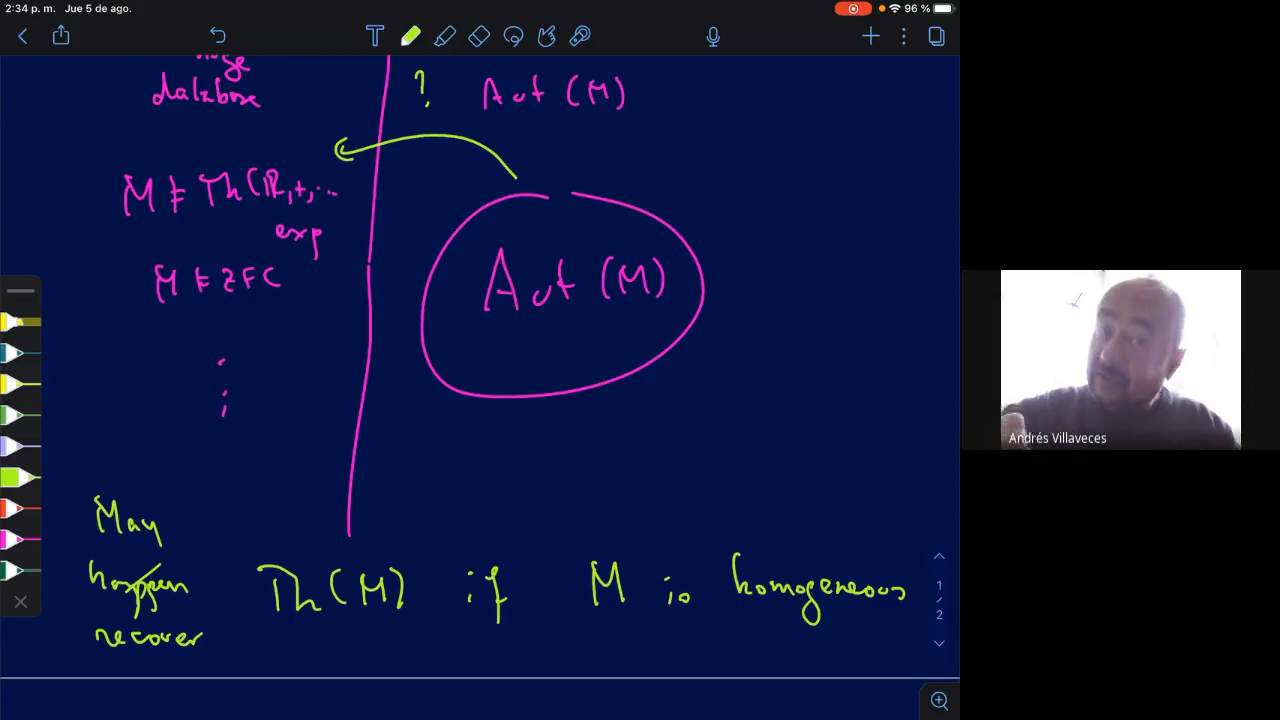 2:34 p. m. Jue 5 de ago.
96 %
database
? Aut (M)
M ⊨ Th(ℝ,+,...
exp
M ⊨ ZFC
Aut (M)
May
happen
recover
Th(M) if M is homogeneous
1
/
2
Andrés Villaveces